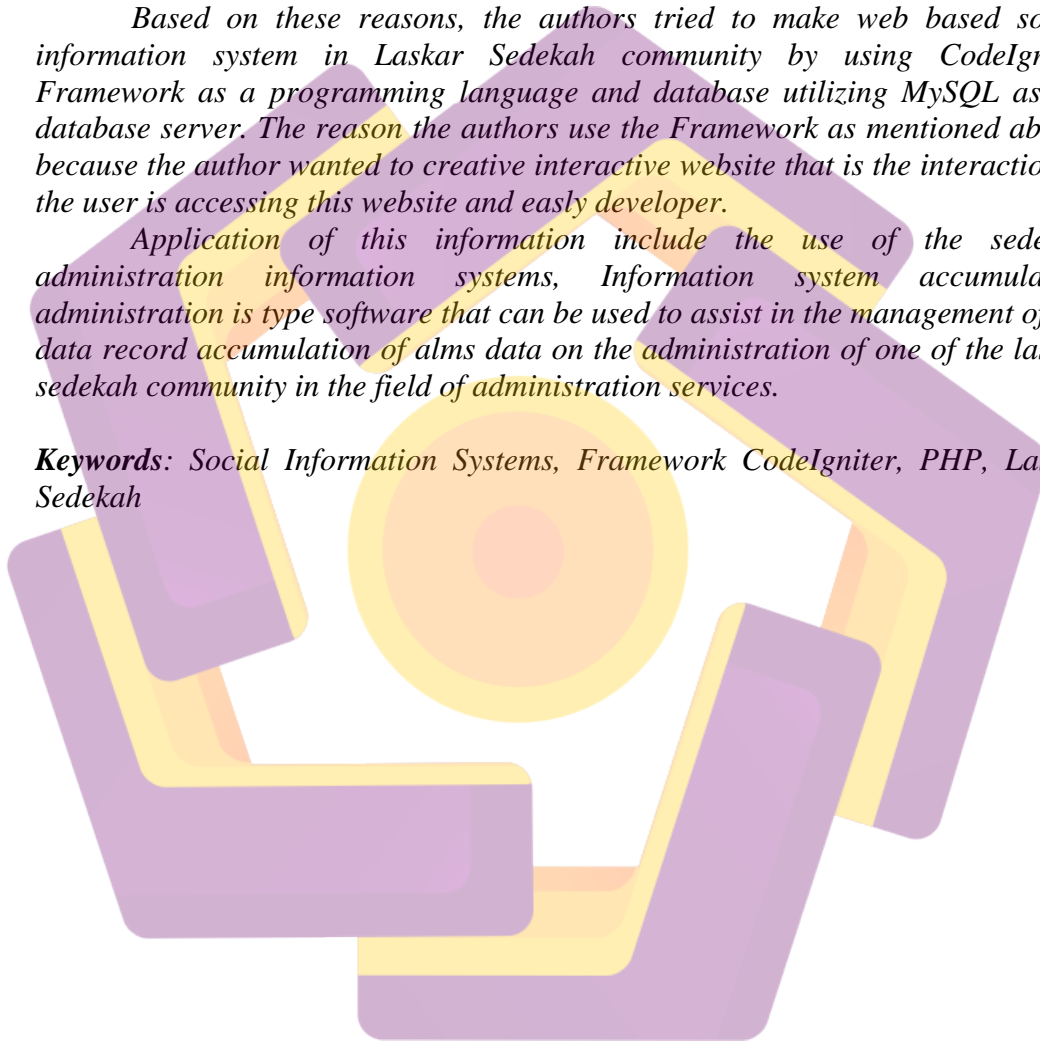 Based on these reasons, the authors tried to make web based so
information system in Laskar Sedekah community by using CodeIgn
Framework as a programming language and database utilizing MySQL as
database server. The reason the authors use the Framework as mentioned ab
because the author wanted to creative interactive website that is the interactio
the user is accessing this website and easly developer.
Application of this information include the use of the sede
administration information systems, Information system accumula
administration is type software that can be used to assist in the management of
data record accumulation of alms data on the administration of one of the la
sedekah community in the field of administration services.
Keywords: Social Information Systems, Framework CodeIgniter, PHP, La
Sedekah